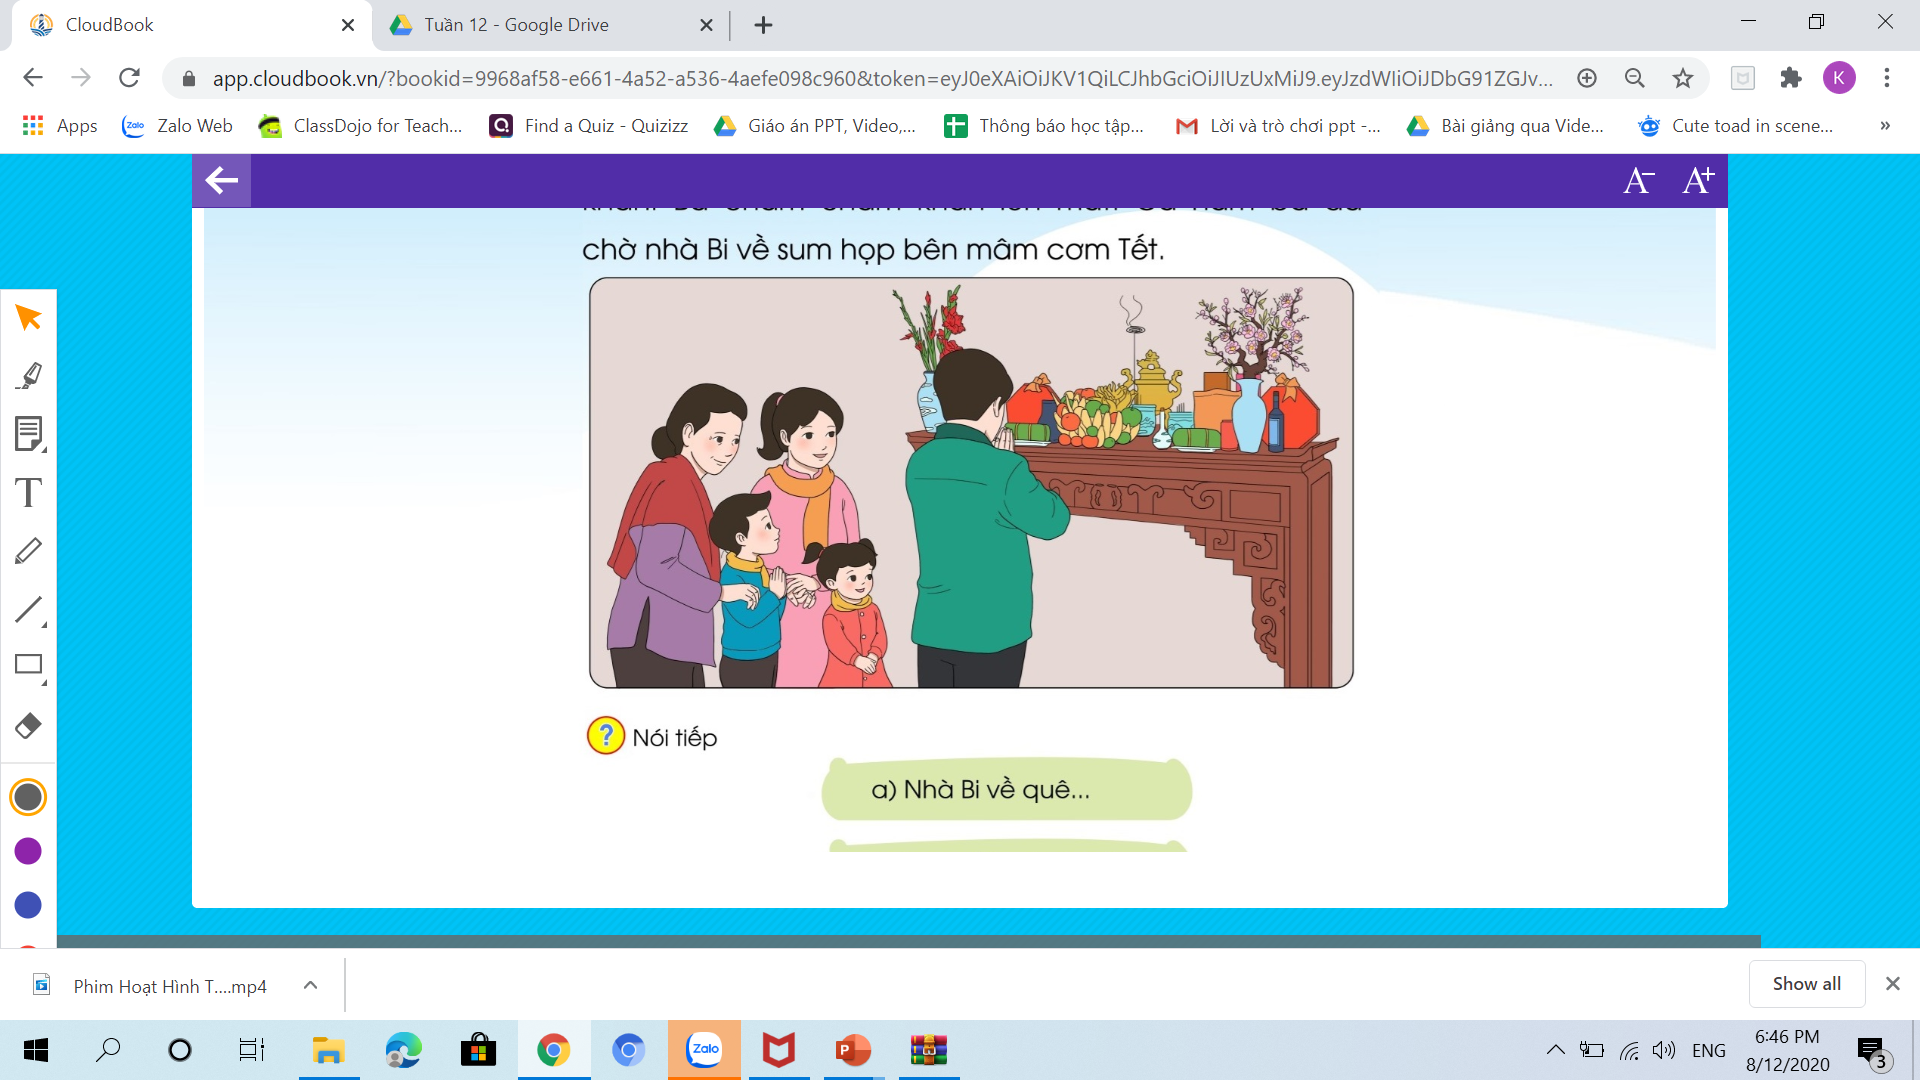 CloudBook
Tuần 12 - Google Drive
app.cloudbook.vn/?bookid=9968af58-e661-4a52-a536-4aefe098c960&token=eyJ0eXAiOiJKV1QiLCJhbGciOiJIUzUxMiJ9.eyJzdWIiOiJDbG91ZGJv...
K
Apps
Zalo Web
ClassDojo for Teach...
Find a Quiz - Quizizz
Giáo án PPT, Video,...
Thông báo học tập...
Lời và trò chơi ppt -...
Bài giảng qua Vide...
Cute toad in scene...
»
A- A+
chờ nhà Bi về sum họp bên mâm cơm Tết.
? Nói tiếp
a) Nhà Bi về quê...
T
Phim Hoạt Hình T....mp4
Show all
Zalo
P
ENG
6:46 PM
8/12/2020
3